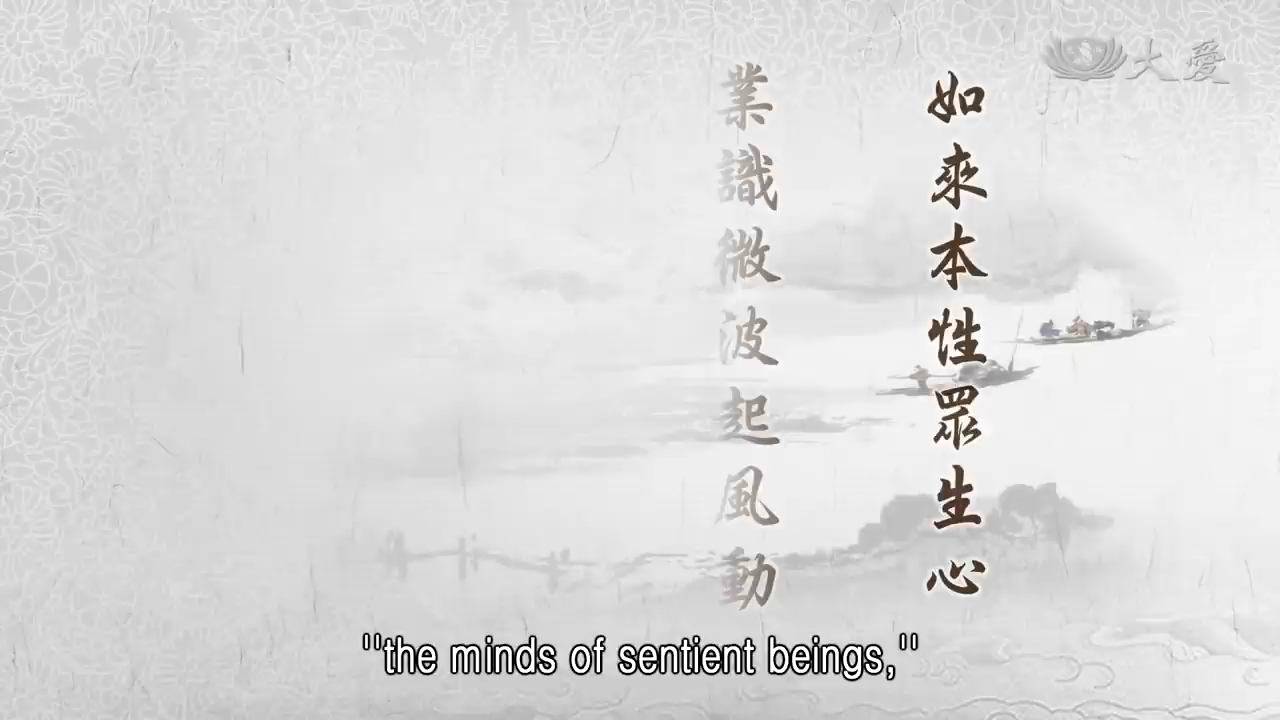 大愛
如來本性眾生心
業識微波起風動
"the minds of sentient beings,"